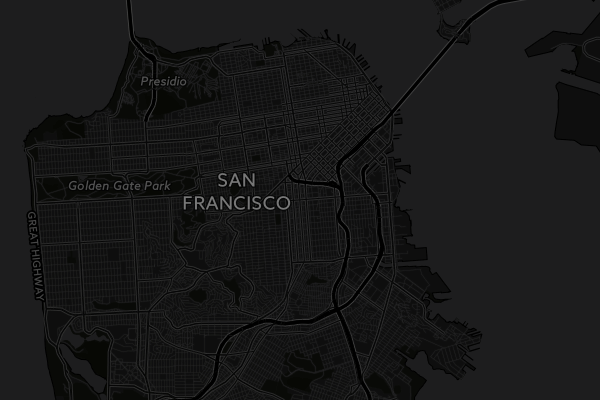 Presidio
Golden Gate Park
SAN
FRANCISCO
GREAT HIGHWAY